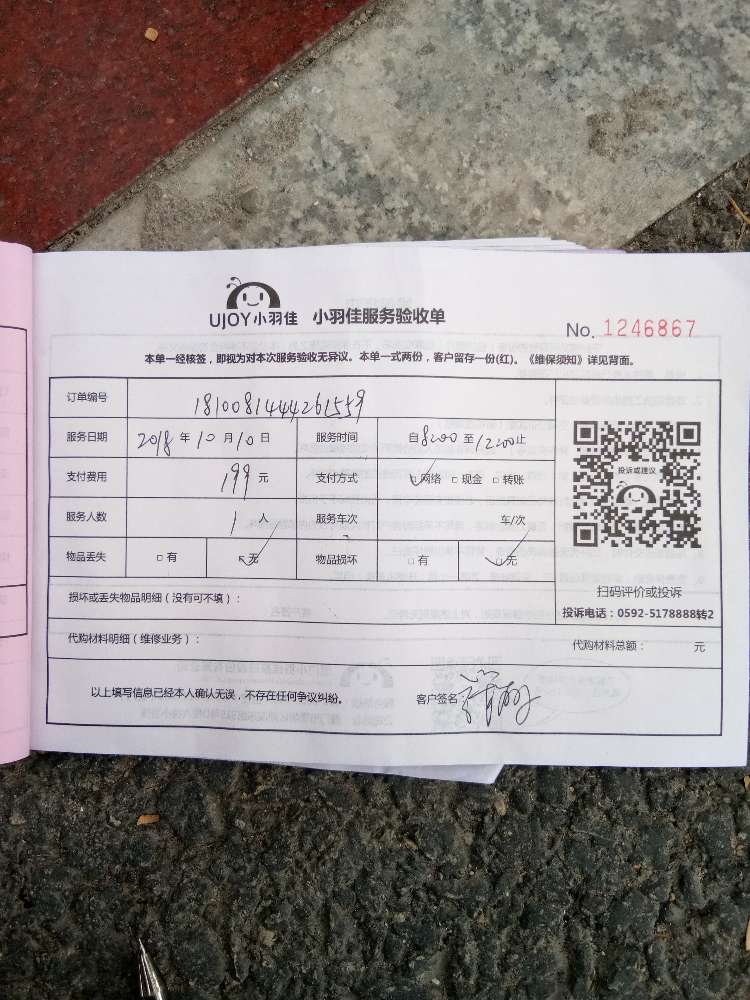 UJOY小羽佳 小羽佳服务验收单
No. 1246867
本单一经核签，即视为对本次服务验收无异议。本单一式两份，客户留存一份(红)。《维保须知》详见背面。
订单编号 1810081444261559
服务日期 2018年10月10日 服务时间 自8:00至12:00止
支付费用 199元 支付方式 ☑网络 □现金 □转账
服务人数 1人 服务车次 车/次
物品丢失 □有 ☑无 物品损坏 □有 ☑无
投诉或建议
扫码评价或投诉
投诉电话：0592-5178888转2
损坏或丢失物品明细（没有可不填）：
代购材料明细（维修业务）： 代购材料总额： 元
以上填写信息已经本人确认无误，不存在任何争议纠纷。 客户签名